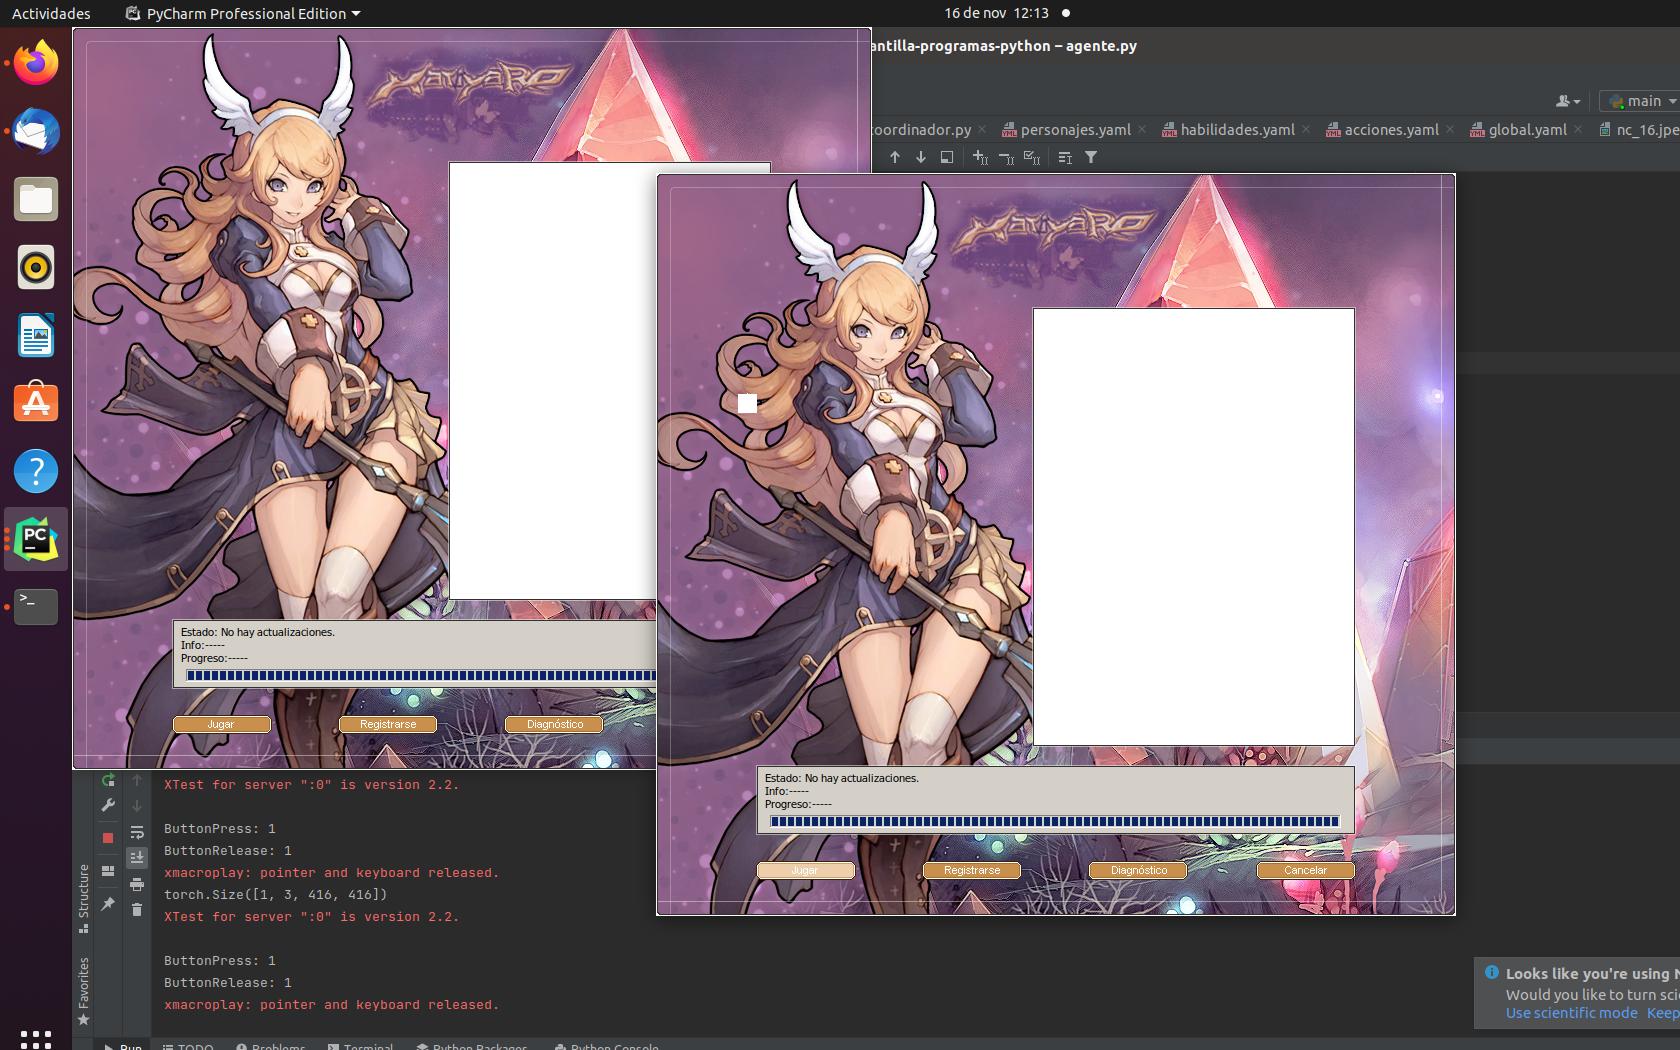 Actividades
PyCharm Professional Edition
16 de nov 12:13
antilla-programas-python – agente.py
main
coordinador.py
personajes.yaml
habilidades.yaml
acciones.yaml
global.yaml
nc_16.jpe
Estado: No hay actualizaciones.
Info:-----
Progreso:-----
Jugar
Registrarse
Diagnóstico
Estado: No hay actualizaciones.
Info:-----
Progreso:-----
Jugar
Registrarse
Diagnóstico
Cancelar
PC
Structure
Favorites
XTest for server ":0" is version 2.2.
ButtonPress: 1
ButtonRelease: 1
xmacroplay: pointer and keyboard released.
torch.Size([1, 3, 416, 416])
XTest for server ":0" is version 2.2.
ButtonPress: 1
ButtonRelease: 1
xmacroplay: pointer and keyboard released.
Looks like you're using N
Would you like to turn scie
Use scientific mode Keep
Run
TODO
Problems
Terminal
Python Packages
Python Console